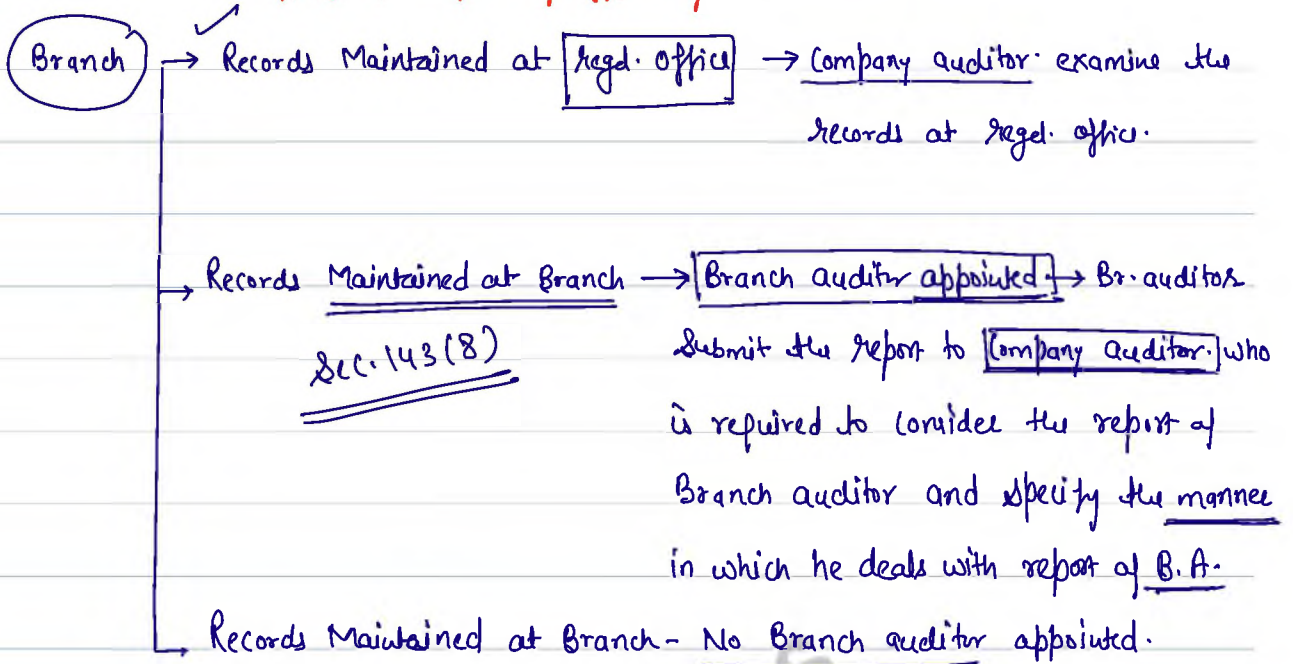 Branch → Records Maintained at regd. office → Company auditor examine the
records at regd. office.
→ Records Maintained at Branch → Branch auditor appointed → Br. auditor
Sec. 143(8)
Submit the report to Company Auditor. who
is required to consider the report of
Branch auditor and specify the manner
in which he deals with report of B.A.
Records Maintained at Branch - No Branch auditor appointed.